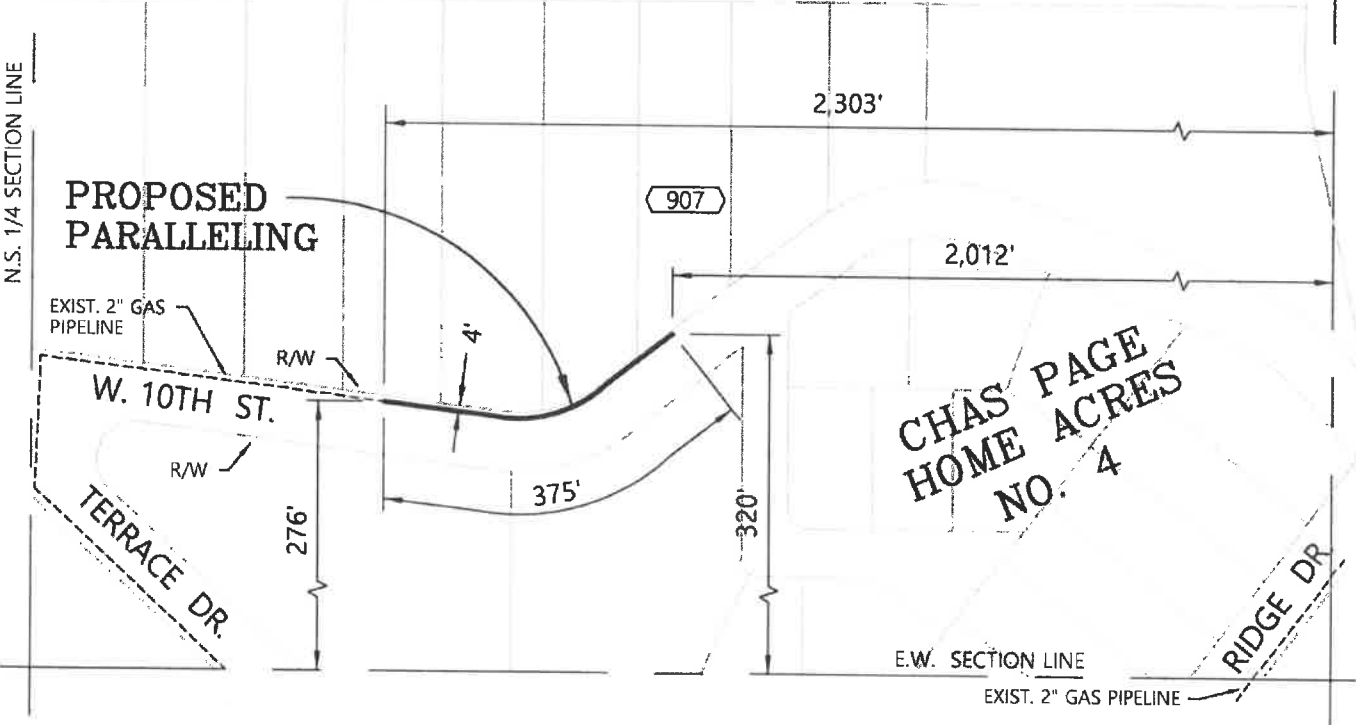 N.S. 1/4 SECTION LINE
2,303'
PROPOSED
PARALLELING
907
2,012'
EXIST. 2" GAS
PIPELINE
R/W
4'
W. 10TH ST.
R/W
CHAS PAGE
HOME ACRES
NO. 4
375'
276'
320'
TERRACE DR.
RIDGE DR
E.W. SECTION LINE
EXIST. 2" GAS PIPELINE